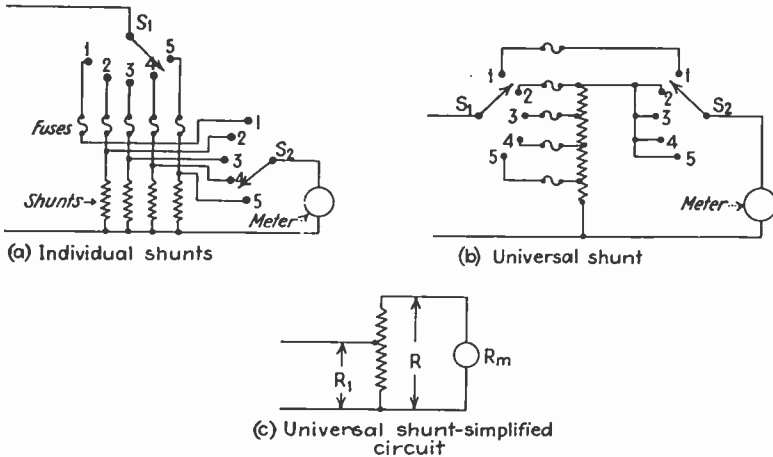 S1
1
2
3
4
5
Fuses
1
2
3
4
5
S2
Shunts
Meter
(a) Individual shunts
1
2
3
4
5
S1
1
2
3
4
5
S2
Meter
(b) Universal shunt
R1
R
Rm
(c) Universal shunt-simplified
circuit